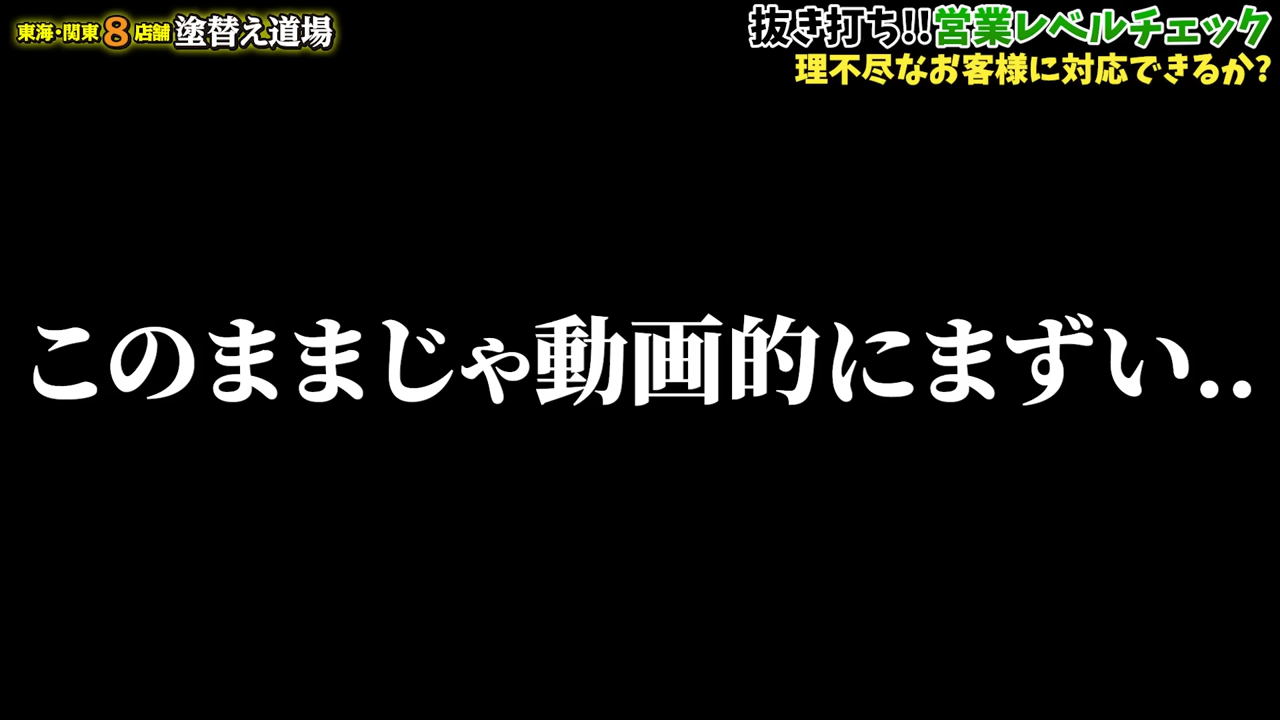 東海・関東8店舗 塗替え道場
抜き打ち!!営業レベルチェック
理不尽なお客様に対応できるか?
このままじゃ動画的にまずい..